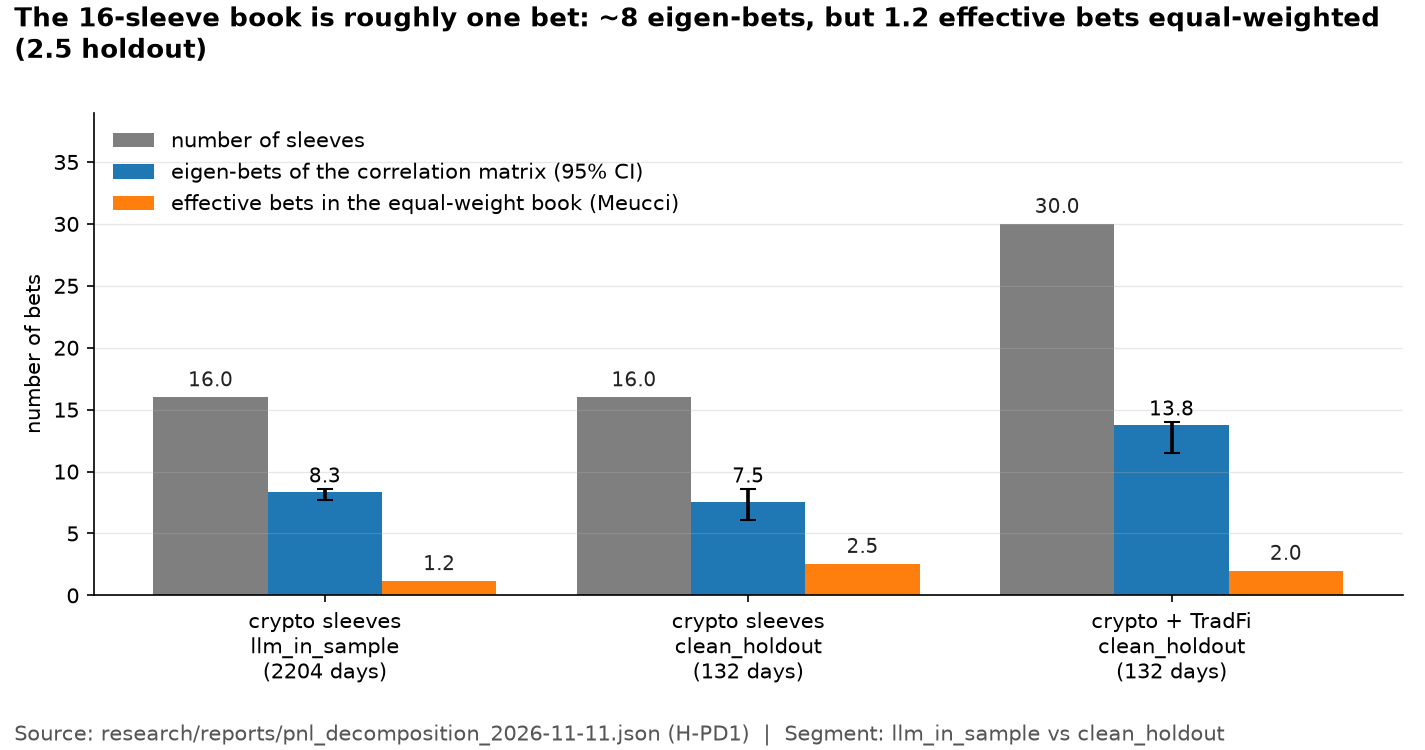 The 16-sleeve book is roughly one bet: ~8 eigen-bets, but 1.2 effective bets equal-weighted
(2.5 holdout)
number of sleeves
eigen-bets of the correlation matrix (95% CI)
effective bets in the equal-weight book (Meucci)
number of bets
35
30
25
20
15
10
5
0
16.0
8.3
1.2
16.0
7.5
2.5
30.0
13.8
2.0
crypto sleeves
llm_in_sample
(2204 days)
crypto sleeves
clean_holdout
(132 days)
crypto + TradFi
clean_holdout
(132 days)
Source: research/reports/pnl_decomposition_2026-11-11.json (H-PD1)  |  Segment: llm_in_sample vs clean_holdout